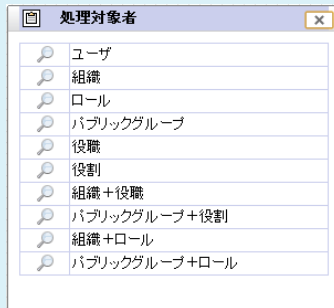 処理対象者
ユーザ
組織
ロール
パブリックグループ
役職
役割
組織＋役職
パブリックグループ＋役割
組織＋ロール
パブリックグループ＋ロール